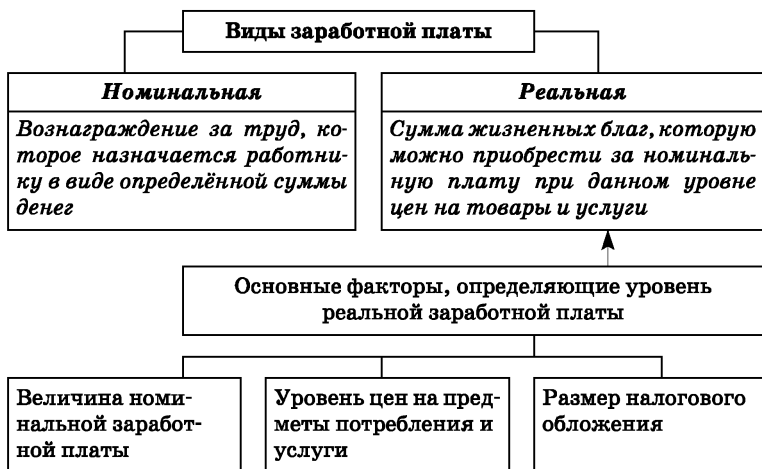 Виды заработной платы
Номинальная
Вознаграждение за труд, ко-
торое назначается работни-
ку в виде определённой суммы
денег
Реальная
Сумма жизненных благ, которую
можно приобрести за номиналь-
ную плату при данном уровне
цен на товары и услуги
Основные факторы, определяющие уровень
реальной заработной платы
Величина номи-
нальной заработ-
ной платы
Уровень цен на пред-
меты потребления и
услуги
Размер налогового
обложения